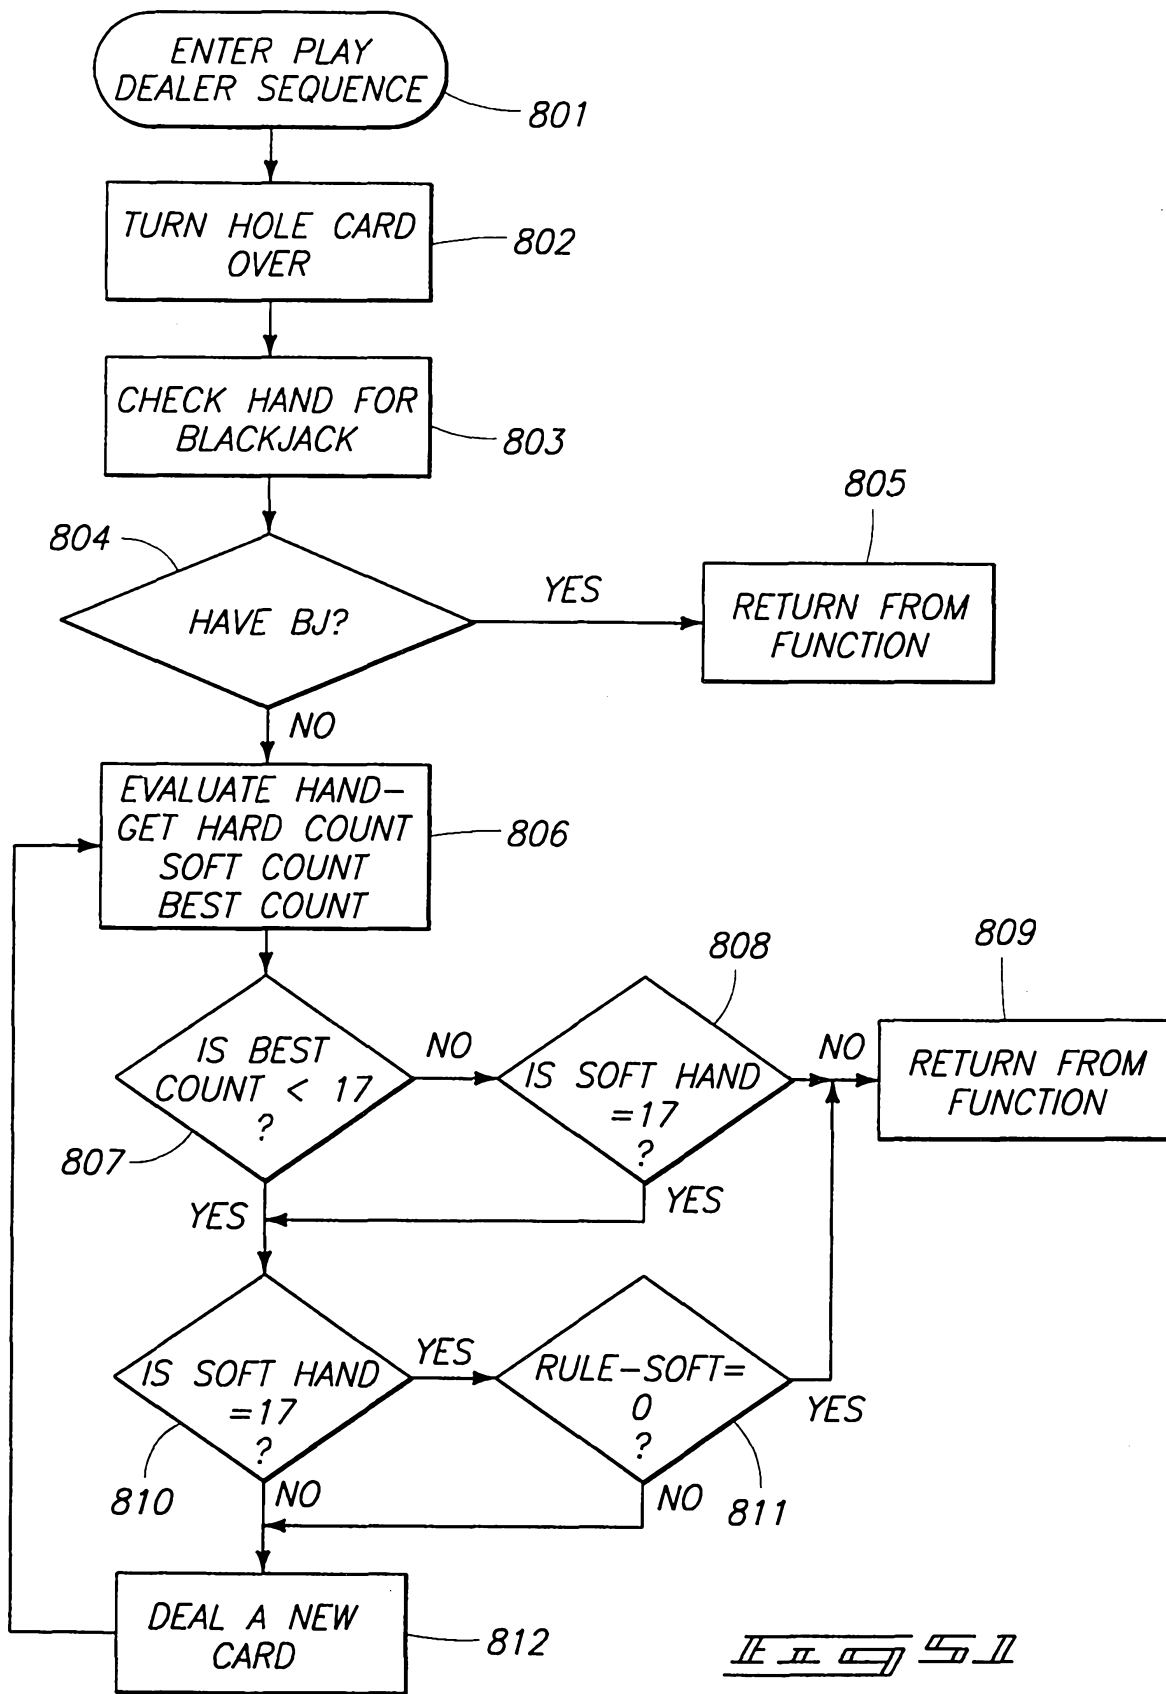 ENTER PLAY
DEALER SEQUENCE
801
TURN HOLE CARD
OVER
802
CHECK HAND FOR
BLACKJACK
803
804
HAVE BJ?
YES
805
RETURN FROM
FUNCTION
NO
EVALUATE HAND-
GET HARD COUNT
SOFT COUNT
BEST COUNT
806
IS BEST
COUNT < 17
?
807
NO
808
IS SOFT HAND
=17
?
NO
809
RETURN FROM
FUNCTION
YES
YES
IS SOFT HAND
=17
?
810
YES
RULE-SOFT=
0
?
811
YES
NO
NO
DEAL A NEW
CARD
812
FIG 51